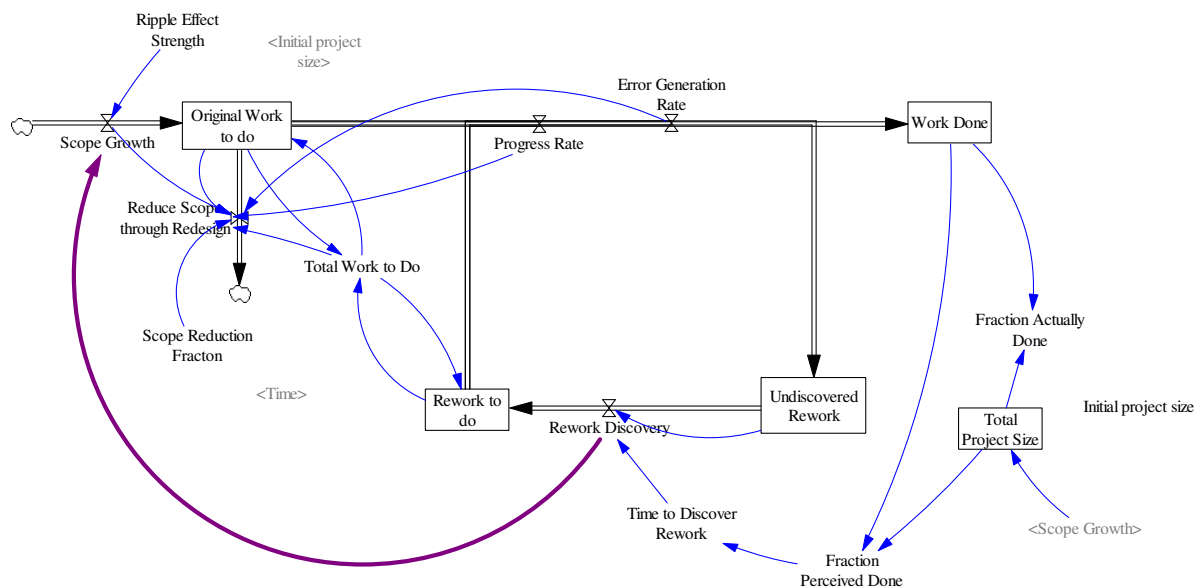 Ripple Effect
Strength
<Initial project
size>
Error Generation
Rate
Original Work
to do
Work Done
Scope Growth
Progress Rate
Reduce Scope
through Redesign
Total Work to Do
Scope Reduction
Fracton
Fraction Actually
Done
<Time>
Rework to
do
Undiscovered
Rework
Rework Discovery
Initial project size
Total
Project Size
Time to Discover
Rework
<Scope Growth>
Fraction
Perceived Done